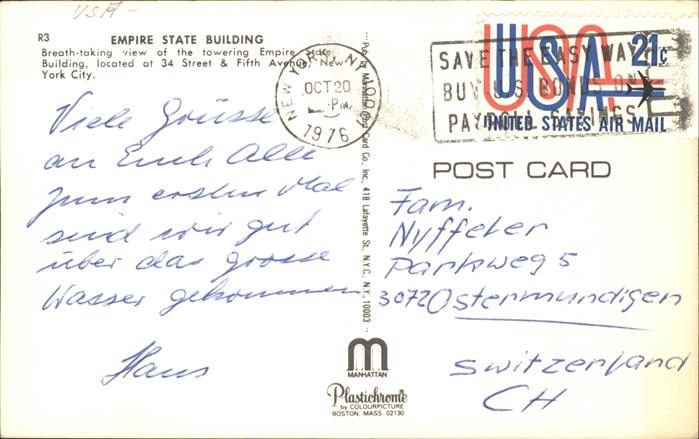 USA-
R3
EMPIRE STATE BUILDING
Breath-taking view of the towering Empire State
Building, located at 34 Street & Fifth Avenue, New
York City.
Viele Grüsse
an Euch Alle
zum ersten Mal
sind wir gut
über das grosse
Wasser gekommen
Hans
Pub. by Manhattan Post Card Co. Inc., 418 Lafayette St., N.Y.C., N.Y. 10003
MANHATTAN
Plastichrome
by COLOURPICTURE
BOSTON, MASS. 02130
NEW YORK, NY 100
OCT 20
PM
1976
SAVE THE EASY WAY
BUY U.S. BONDS ON
PAYROLL SAVINGS
USA 21c
UNITED STATES AIR MAIL
POST CARD
Fam.
Nyffeler
Parkweg 5
3072 Ostermundigen
Switzerland
CH